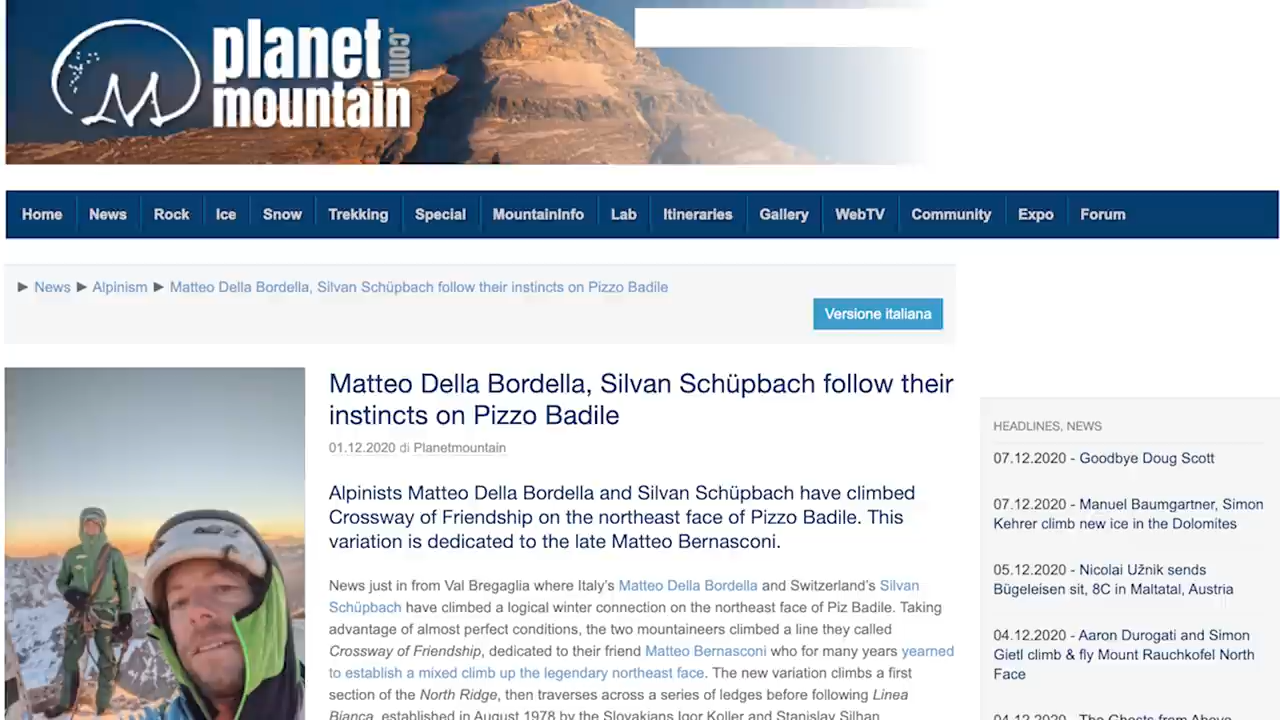 planet
.com
mountain
Home News Rock Ice Snow Trekking Special MountainInfo Lab Itineraries Gallery WebTV Community Expo Forum
▶ News ▶ Alpinism ▶ Matteo Della Bordella, Silvan Schüpbach follow their instincts on Pizzo Badile
Versione italiana
Matteo Della Bordella, Silvan Schüpbach follow their
instincts on Pizzo Badile
01.12.2020 di Planetmountain
Alpinists Matteo Della Bordella and Silvan Schüpbach have climbed
Crossway of Friendship on the northeast face of Pizzo Badile. This
variation is dedicated to the late Matteo Bernasconi.
News just in from Val Bregaglia where Italy's Matteo Della Bordella and Switzerland's Silvan
Schüpbach have climbed a logical winter connection on the northeast face of Piz Badile. Taking
advantage of almost perfect conditions, the two mountaineers climbed a line they called
Crossway of Friendship, dedicated to their friend Matteo Bernasconi who for many years yearned
to establish a mixed climb up the legendary northeast face. The new variation climbs a first
section of the North Ridge, then traverses across a series of ledges before following Linea
Bianca, established in August 1978 by the Slovakians Igor Koller and Stanislav Silhan
HEADLINES, NEWS
07.12.2020 - Goodbye Doug Scott
07.12.2020 - Manuel Baumgartner, Simon
Kehrer climb new ice in the Dolomites
05.12.2020 - Nicolai Užnik sends
Bügeleisen sit, 8C in Maltatal, Austria
04.12.2020 - Aaron Durogati and Simon
Gietl climb & fly Mount Rauchkofel North
Face
04.12.2020 - The Ghosts from Above